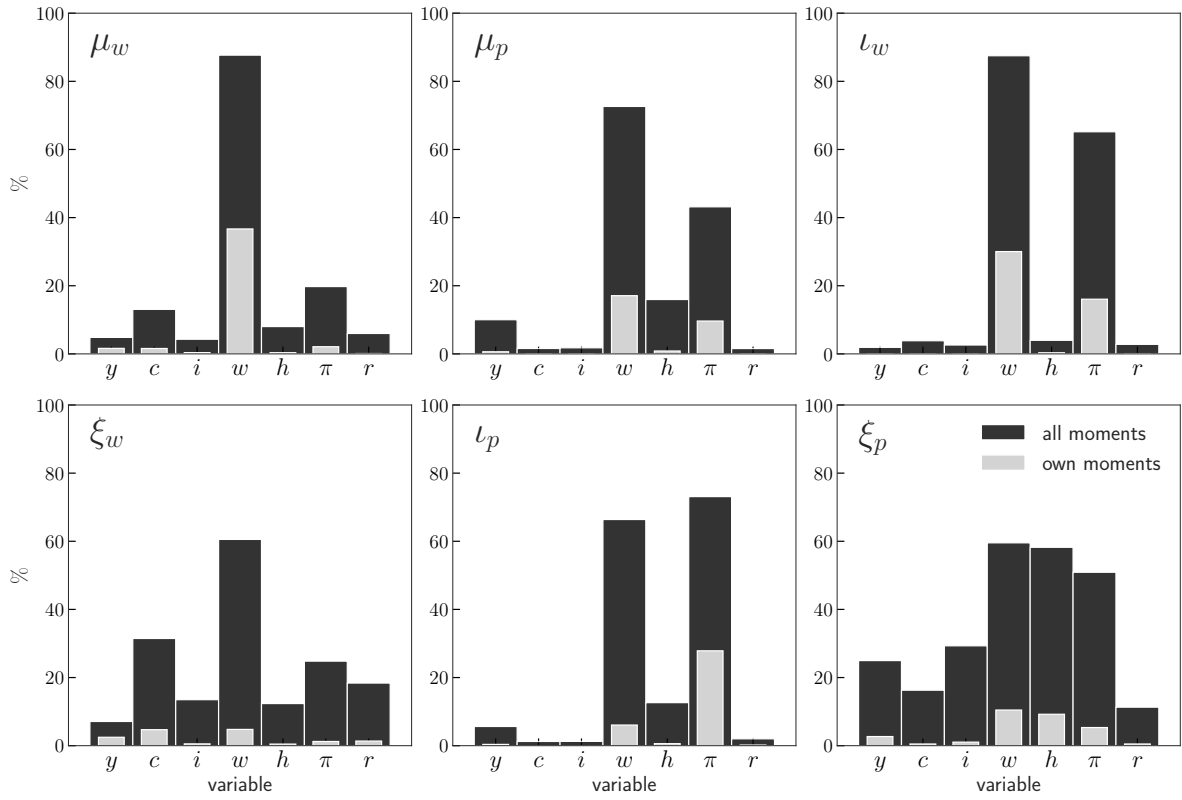 μ_w
100
80
60
40
20
0
%
y c i w h π r
μ_p
100
80
60
40
20
0
y c i w h π r
ι_w
100
80
60
40
20
0
y c i w h π r
ξ_w
100
80
60
40
20
0
%
y c i w h π r
variable
ι_p
100
80
60
40
20
0
y c i w h π r
variable
ξ_p
all moments
own moments
100
80
60
40
20
0
y c i w h π r
variable